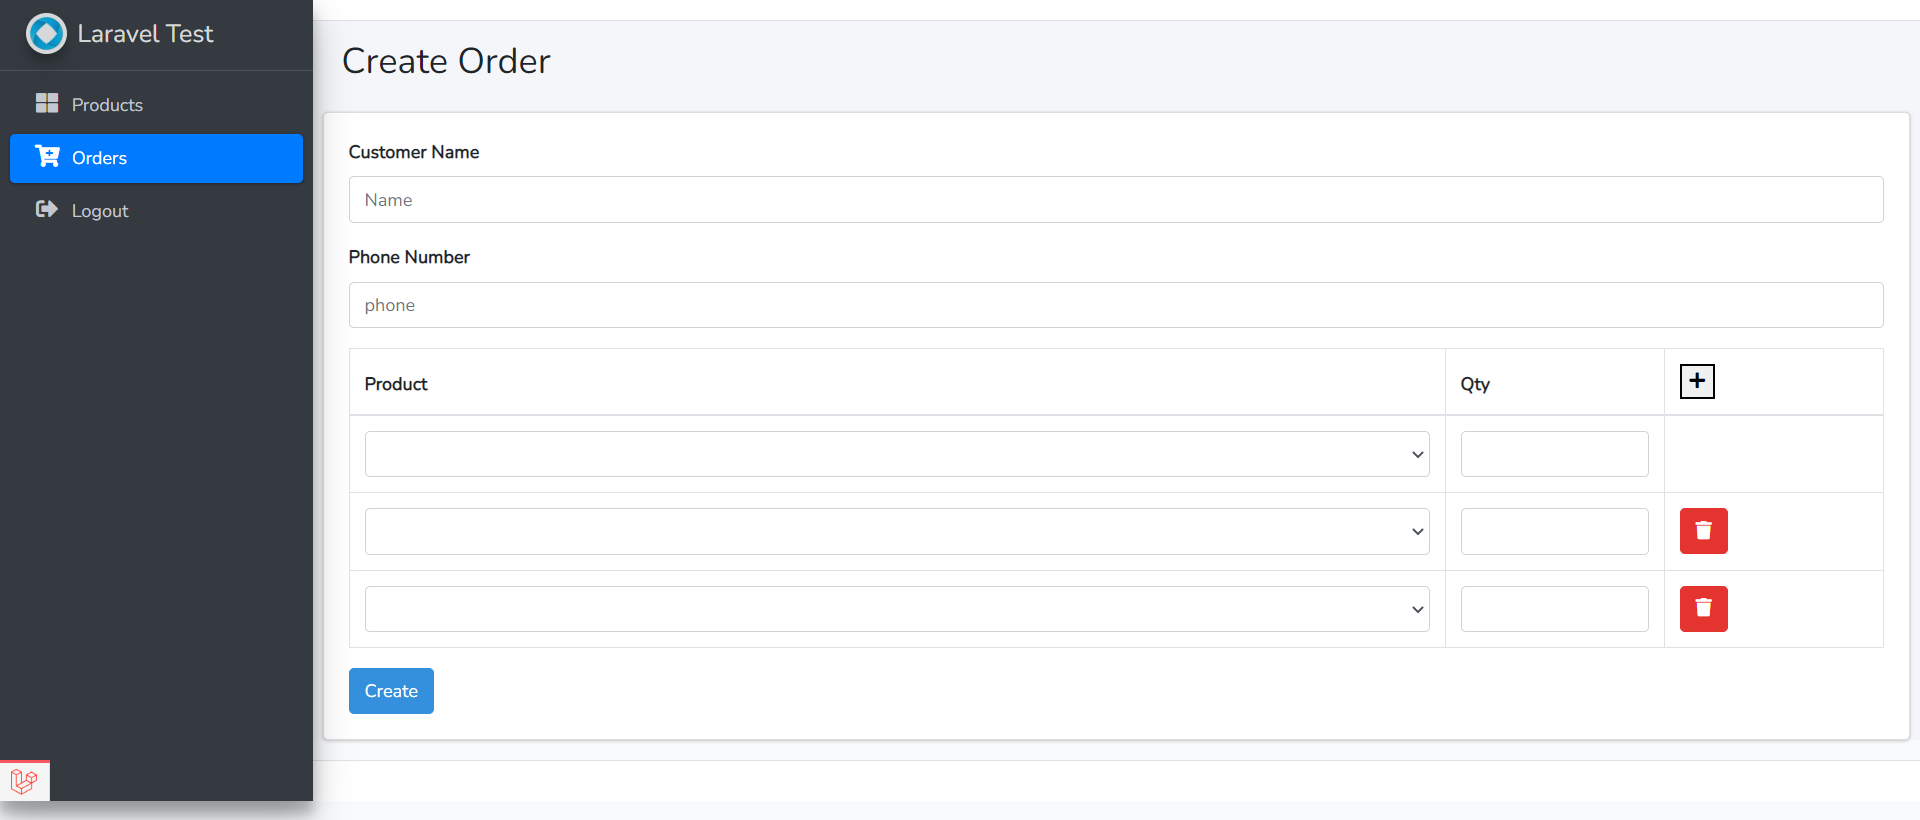 Laravel Test
Products
Orders
Logout
Create Order
Customer Name
Name
Phone Number
phone
Product Qty
Create